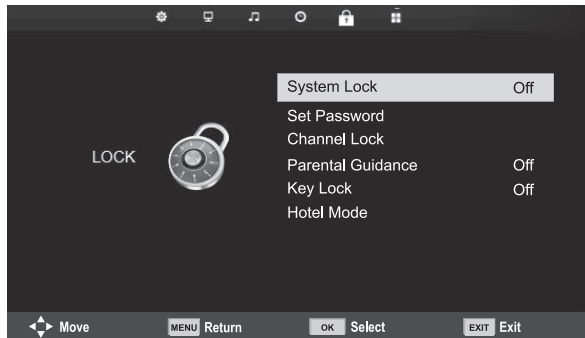 System Lock Off
Set Password
Channel Lock
LOCK
Parental Guidance Off
Key Lock Off
Hotel Mode
Move MENU Return OK Select EXIT Exit